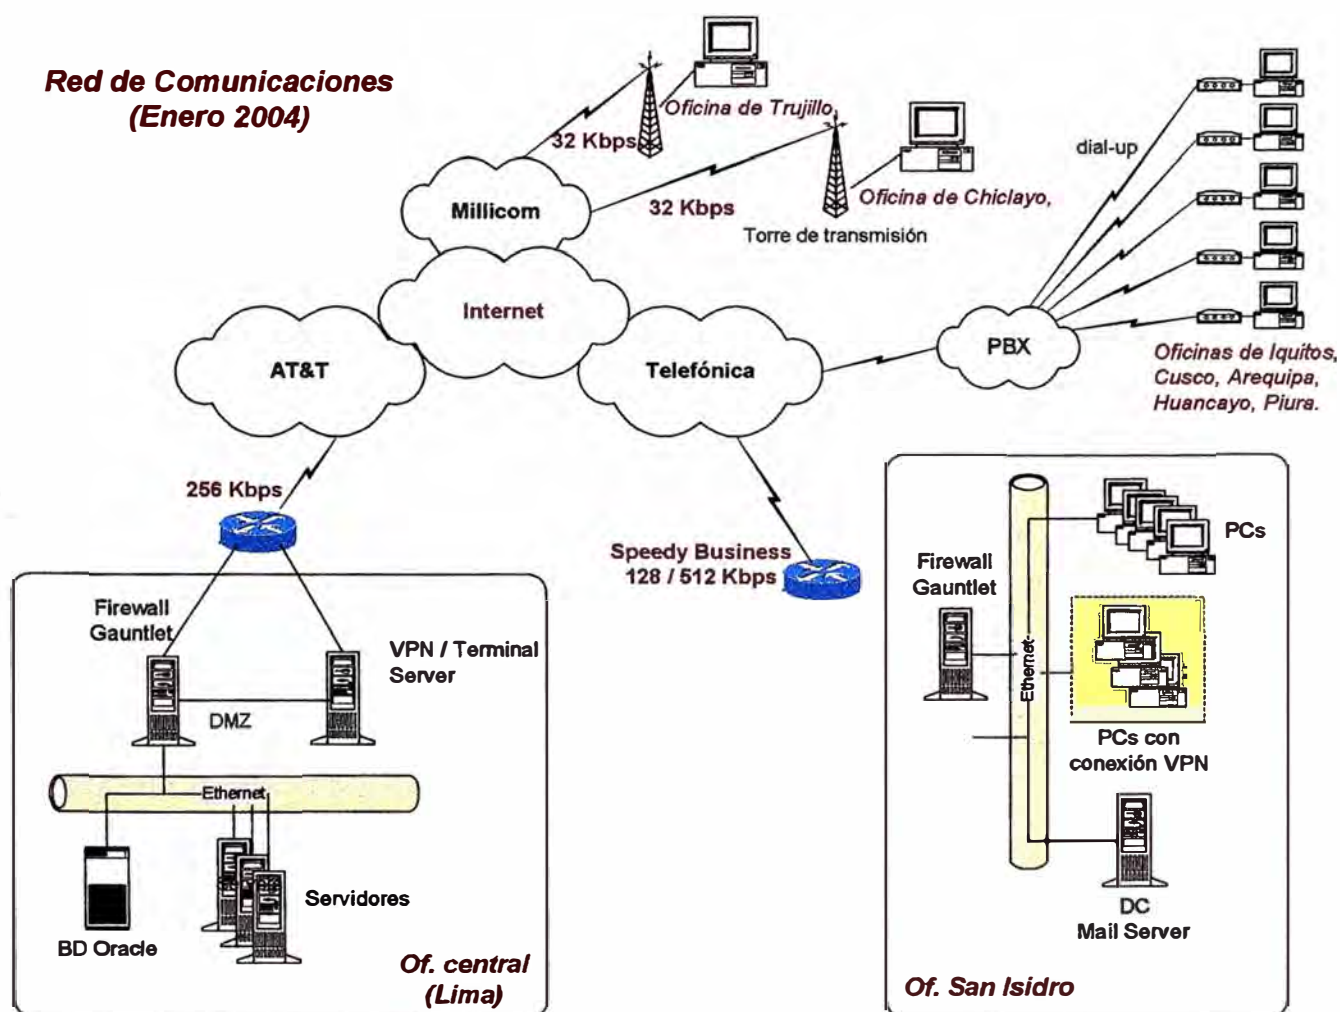 Red de Comunicaciones
(Enero 2004)
Oficina de Trujillo,
32 Kbps
Millicom
32 Kbps
Oficina de Chiclayo,
Torre de transmisión
dial-up
Internet
AT&T
Telefónica
PBX
Oficinas de Iquitos,
Cusco, Arequipa,
Huancayo, Piura.
256 Kbps
Speedy Business
128 / 512 Kbps
Firewall
Gauntlet
VPN / Terminal
Server
DMZ
Ethernet
BD Oracle
Servidores
Of. central
(Lima)
PCs
Firewall
Gauntlet
Ethernet
PCs con
conexión VPN
DC
Mail Server
Of. San Isidro